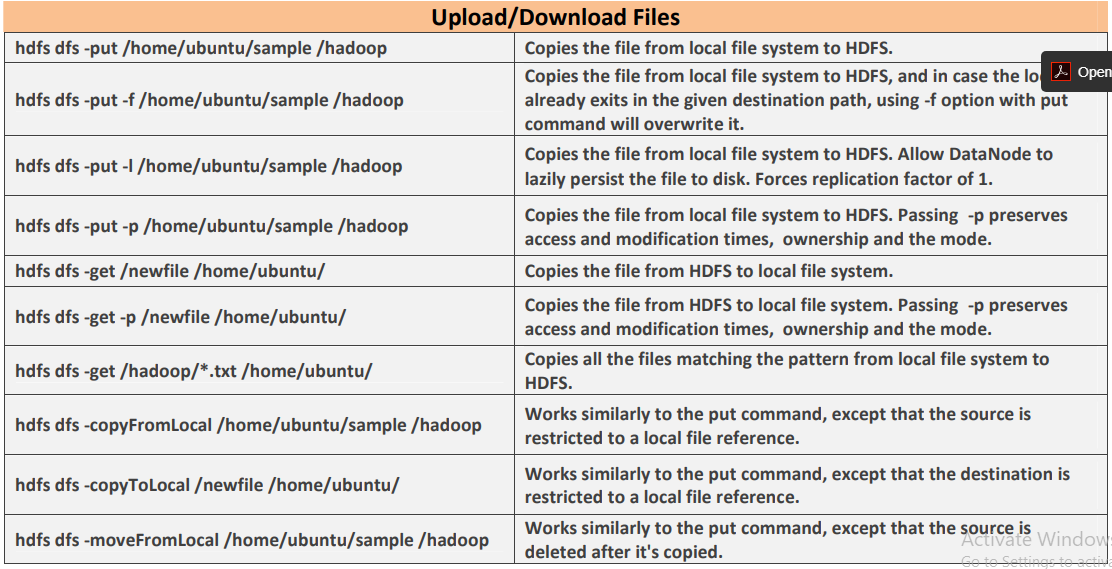 Upload/Download Files
hdfs dfs -put /home/ubuntu/sample /hadoop
Copies the file from local file system to HDFS.
hdfs dfs -put -f /home/ubuntu/sample /hadoop
Copies the file from local file system to HDFS, and in case the
already exits in the given destination path, using -f option with put
command will overwrite it.
Open
hdfs dfs -put -l /home/ubuntu/sample /hadoop
Copies the file from local file system to HDFS. Allow DataNode to
lazily persist the file to disk. Forces replication factor of 1.
hdfs dfs -put -p /home/ubuntu/sample /hadoop
Copies the file from local file system to HDFS. Passing  -p preserves
access and modification times,  ownership and the mode.
hdfs dfs -get /newfile /home/ubuntu/
Copies the file from HDFS to local file system.
hdfs dfs -get -p /newfile /home/ubuntu/
Copies the file from HDFS to local file system. Passing  -p preserves
access and modification times,  ownership and the mode.
hdfs dfs -get /hadoop/*.txt /home/ubuntu/
Copies all the files matching the pattern from local file system to
HDFS.
hdfs dfs -copyFromLocal /home/ubuntu/sample /hadoop
Works similarly to the put command, except that the source is
restricted to a local file reference.
hdfs dfs -copyToLocal /newfile /home/ubuntu/
Works similarly to the put command, except that the destination is
restricted to a local file reference.
hdfs dfs -moveFromLocal /home/ubuntu/sample /hadoop
Works similarly to the put command, except that the source is
deleted after it's copied.
Activate Windows
Go to Settings to